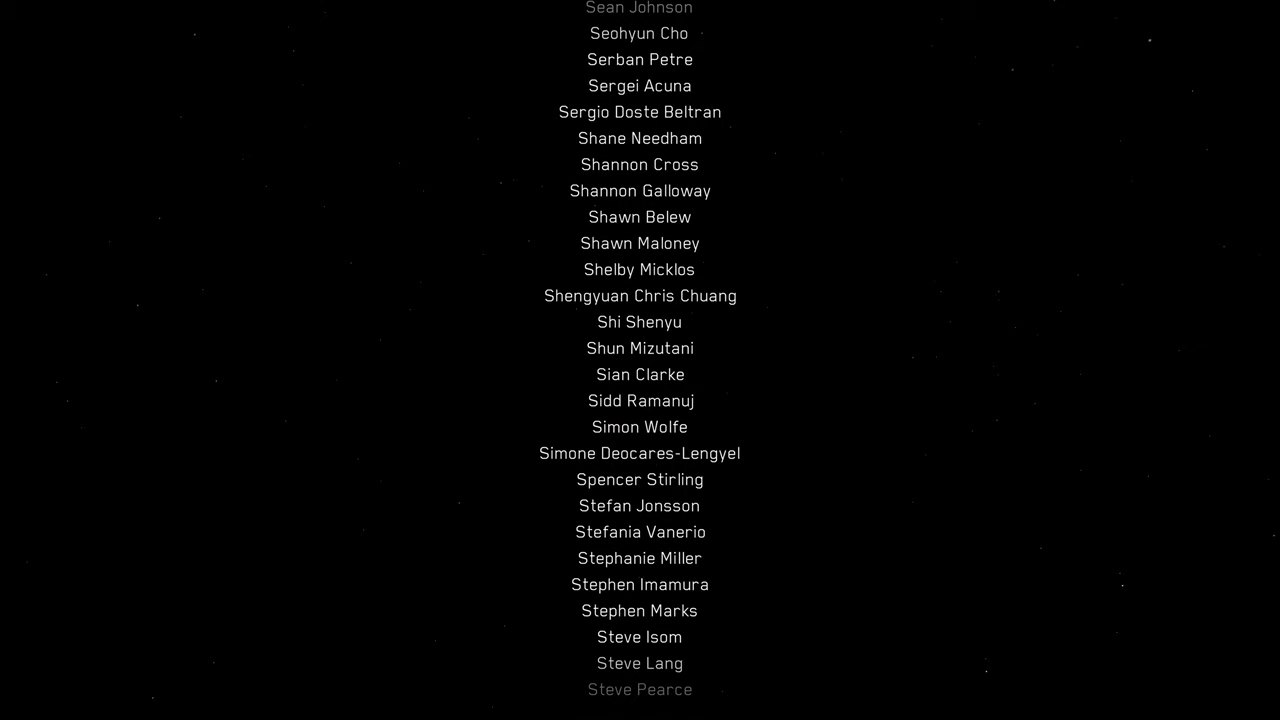 Sean Johnson
Seohyun Cho
Serban Petre
Sergei Acuna
Sergio Doste Beltran
Shane Needham
Shannon Cross
Shannon Galloway
Shawn Belew
Shawn Maloney
Shelby Micklos
Shengyuan Chris Chuang
Shi Shenyu
Shun Mizutani
Sian Clarke
Sidd Ramanuj
Simon Wolfe
Simone Deocares-Lengyel
Spencer Stirling
Stefan Jonsson
Stefania Vanerio
Stephanie Miller
Stephen Imamura
Stephen Marks
Steve Isom
Steve Lang
Steve Pearce